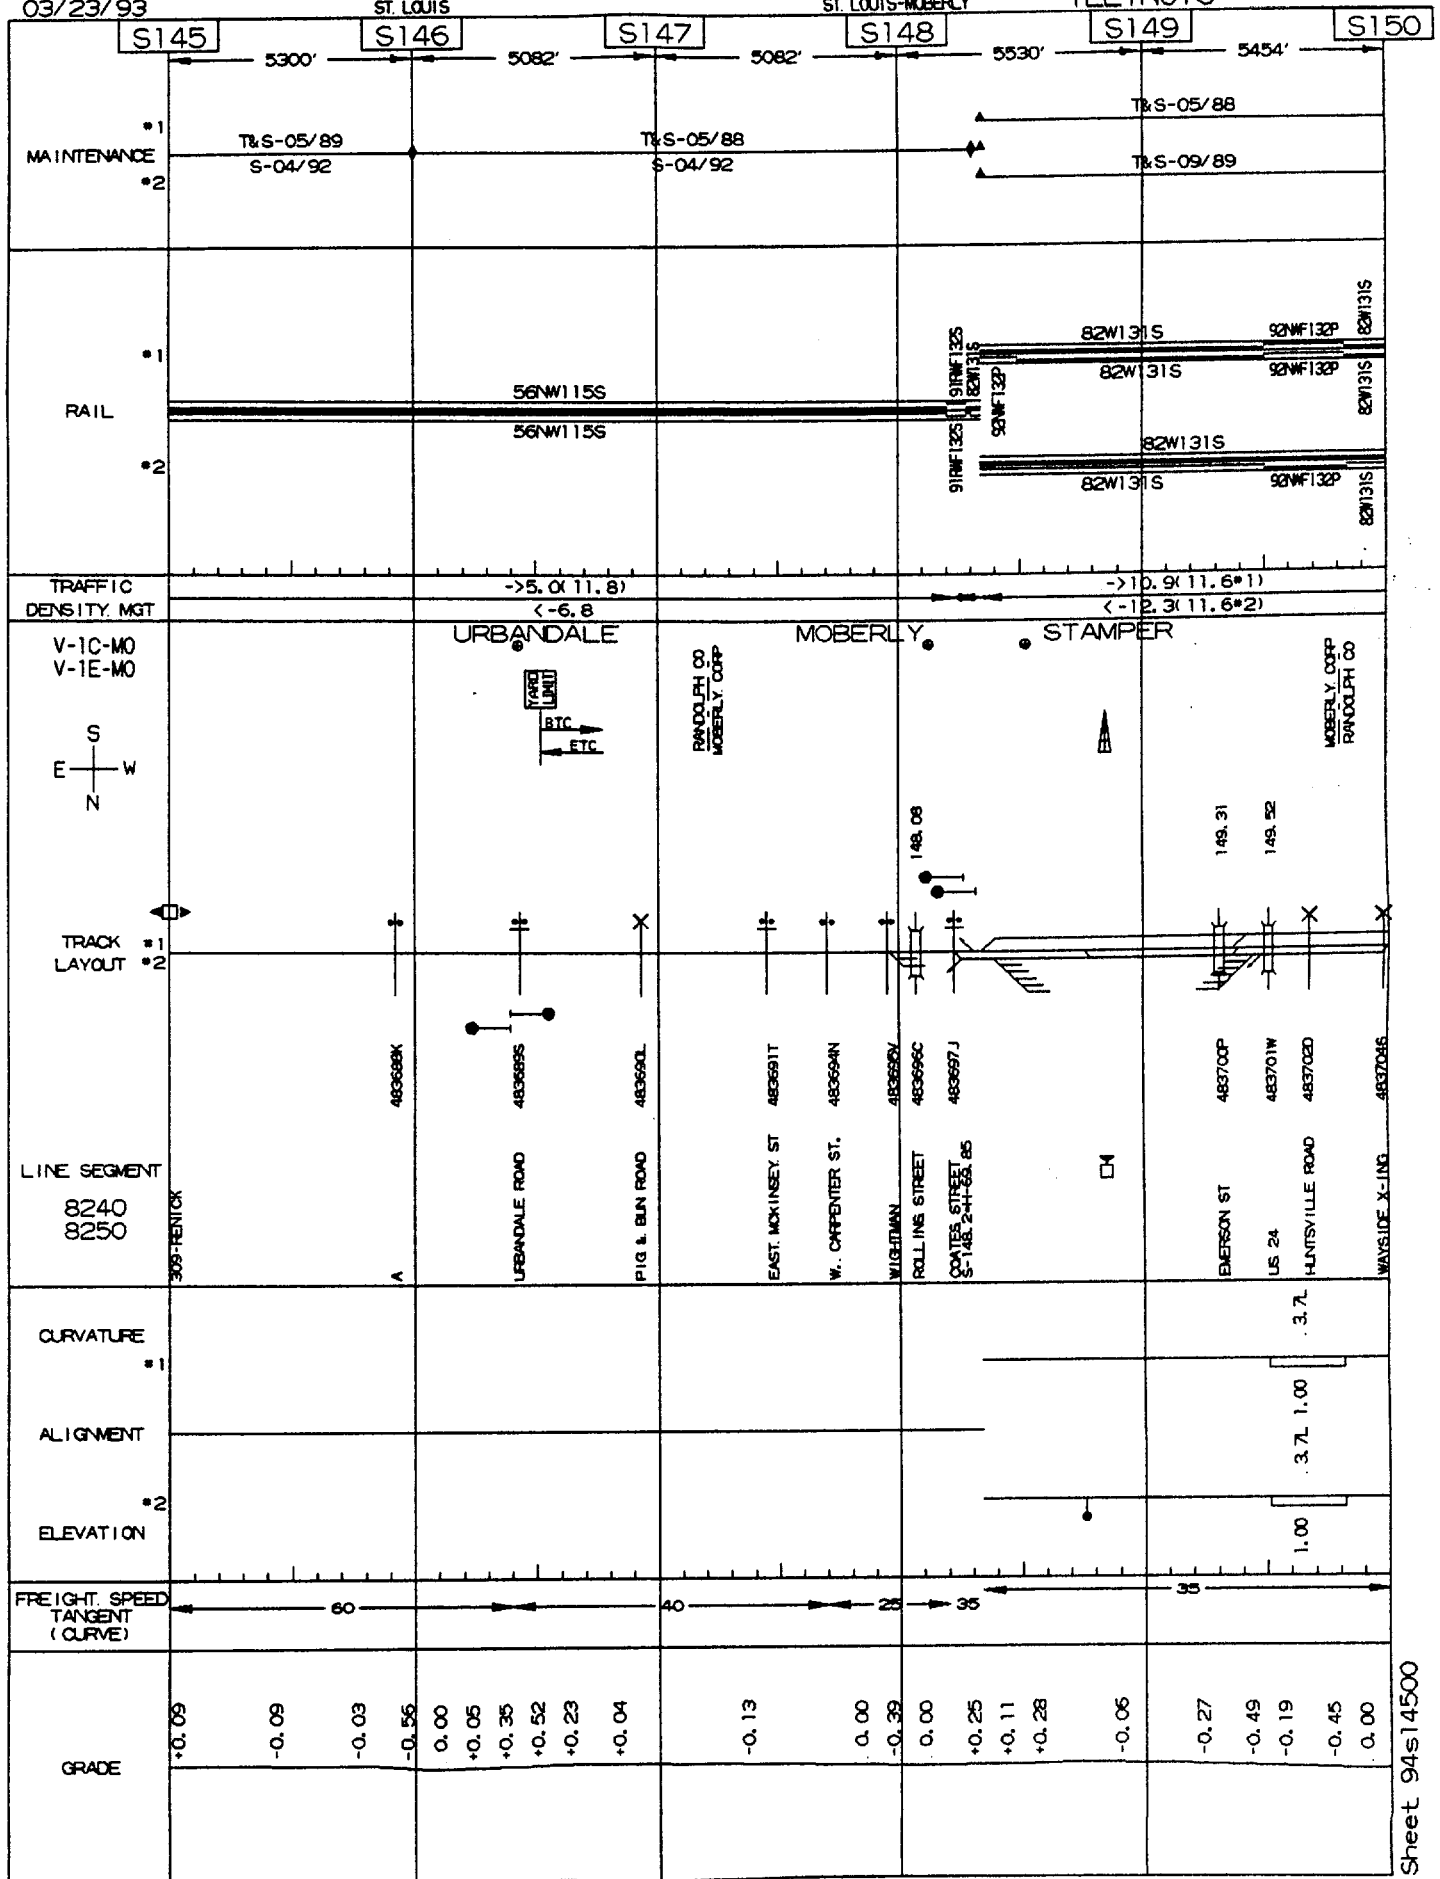 03/23/93 ST. LOUIS ST. LOUIS-MOBERLY
S145 S146 S147 S148 S149 S150
5300' 5082' 5082' 5530' 5454'
MAINTENANCE
#1
#2
T&S-05/89
S-04/92
T&S-05/88
S-04/92
T&S-05/88
T&S-09/89
RAIL
#1
#2
56NW115S
56NW115S
91RWF132S
82W131S
91RWF132S
92NWF132P
82W131S
82W131S
92NWF132P
92NWF132P
82W131S
82W131S
82W131S
82W131S
92NWF132P
82W131S
TRAFFIC
DENSITY. MGT
->5.0(11.8)
<-6.8
->10.9(11.6#1)
<-12.3(11.6#2)
V-1C-MO
V-1E-MO
URBANDALE MOBERLY STAMPER
YARD
LIMIT
BTC
ETC
RANDOLPH CO
MOBERLY. CORP
MOBERLY. CORP
RANDOLPH CO
S
E W
N
148.08
149.31
149.52
TRACK #1
LAYOUT #2
483688K
483689S
483690L
483691T
483694N
483695V
483696C
483697J
483700P
483701W
483702D
483704S
LINE SEGMENT
8240
8250
309-RENICK
A
URBANDALE ROAD
PIG & BUN ROAD
EAST. MCKINSEY. ST
W.. CARPENTER ST.
WIGHTMAN
ROLLINS STREET
COATES STREET
S-148.2=H-69.85
EMERSON ST
US 24
HUNTSVILLE ROAD
WAYSIDE X-ING
CURVATURE
#1
ALIGNMENT
#2
ELEVATION
3.7L
1.00
3.7L
1.00
FREIGHT. SPEED
TANGENT
(CURVE)
60 40 25 35 35
GRADE
+0.09 -0.09 -0.03 -0.56 0.00 +0.05 +0.35 +0.52 +0.23 +0.04 -0.13 0.00 -0.39 0.00 +0.25 +0.11 +0.28 -0.06 -0.27 -0.49 -0.19 -0.45 0.00
Sheet 94s14500